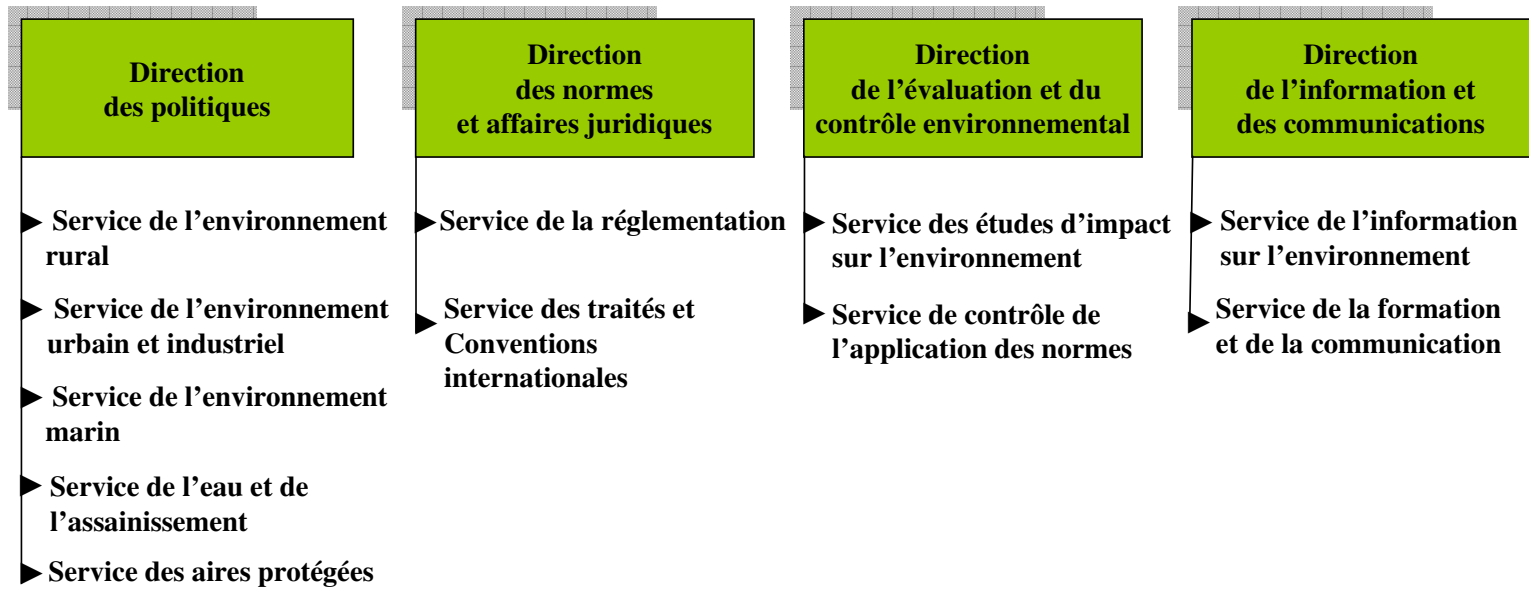 Direction
des politiques
Service de l’environnement
rural
Service de l’environnement
urbain et industriel
Service de l’environnement
marin
Service de l’eau et de
l’assainissement
Service des aires protégées
Direction
des normes
et affaires juridiques
Service de la réglementation
Service des traités et
Conventions
internationales
Direction
de l’évaluation et du
contrôle environnemental
Service des études d’impact
sur l’environnement
Service de contrôle de
l’application des normes
Direction
de l’information et
des communications
Service de l’information
sur l’environnement
Service de la formation
et de la communication